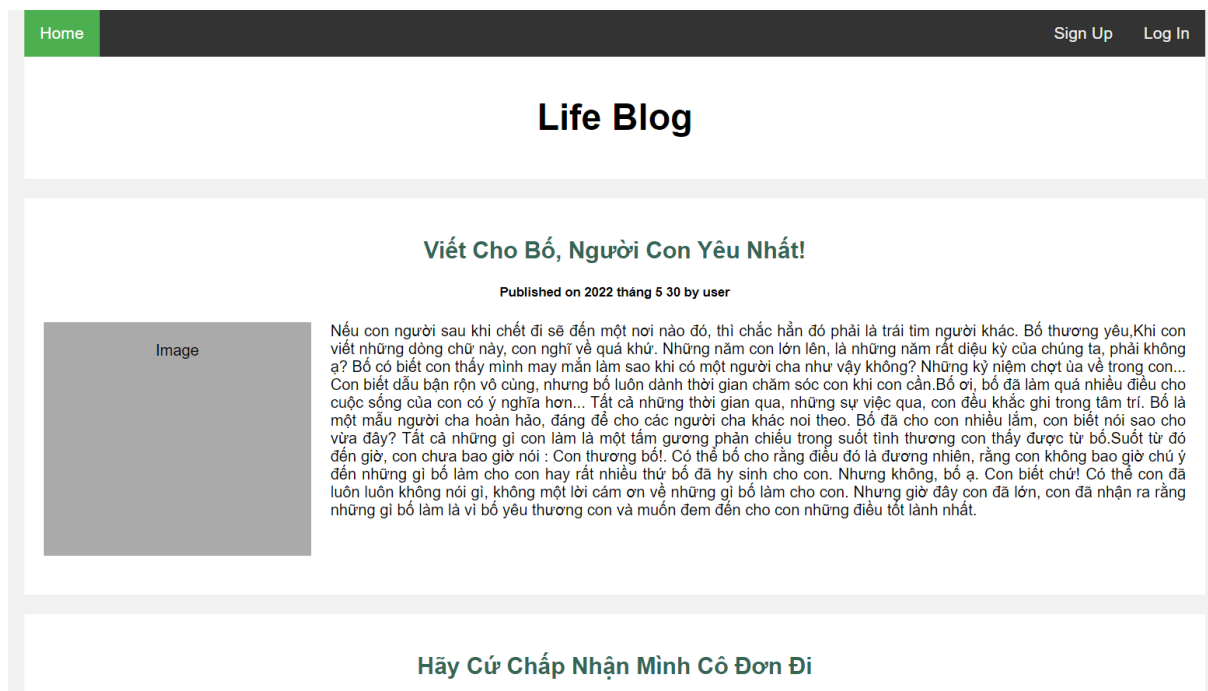 Home Sign Up Log In
Life Blog
Viết Cho Bố, Người Con Yêu Nhất!
Published on 2022 tháng 5 30 by user
Image
Nếu con người sau khi chết đi sẽ đến một nơi nào đó, thì chắc hẳn đó phải là trái tim người khác. Bố thương yêu,Khi con
viết những dòng chữ này, con nghĩ về quá khứ. Những năm con lớn lên, là những năm rất diệu kỳ của chúng ta, phải không
ạ? Bố có biết con thấy mình may mắn lắm sao khi có một người cha như vậy không? Những kỷ niệm chợt ùa về trong con...
Con biết dẫu bận rộn vô cùng, nhưng bố luôn dành thời gian chăm sóc con khi con cần.Bố ơi, bố đã làm quá nhiều điều cho
cuộc sống của con có ý nghĩa hơn... Tất cả những thời gian qua, những sự việc qua, con đều khắc ghi trong tâm trí. Bố là
một mẫu người cha hoàn hảo, đáng để cho các người cha khác noi theo. Bố đã cho con nhiều lắm, con biết nói sao cho
vừa đây? Tất cả những gì con làm là một tấm gương phản chiếu trong suốt tình thương con thấy được từ bố.Suốt từ đó
đến giờ, con chưa bao giờ nói : Con thương bố!. Có thể bố cho rằng điều đó là đương nhiên, rằng con không bao giờ chú ý
đến những gì bố làm cho con hay rất nhiều thứ bố đã hy sinh cho con. Nhưng không, bố ạ. Con biết chứ! Có thể con đã
luôn luôn không nói gì, không một lời cám ơn về những gì bố làm cho con. Nhưng giờ đây con đã lớn, con đã nhận ra rằng
những gì bố làm là vì bố yêu thương con và muốn đem đến cho con những điều tốt lành nhất.
Hãy Cứ Chấp Nhận Mình Cô Đơn Đi